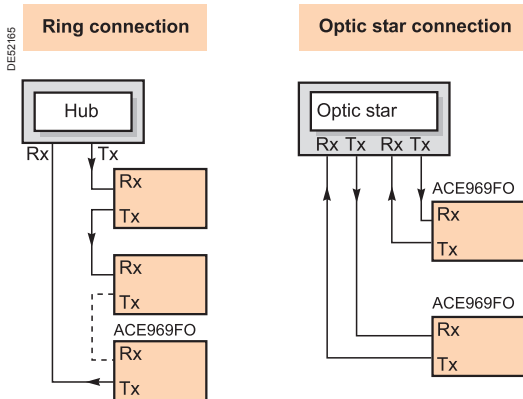 Ring connection
DE52165
Hub
Rx Tx
Rx
Tx
Rx
Tx
ACE969FO
Rx
Tx
Optic star connection
Optic star
Rx Tx Rx Tx
ACE969FO
Rx
Tx
ACE969FO
Rx
Tx